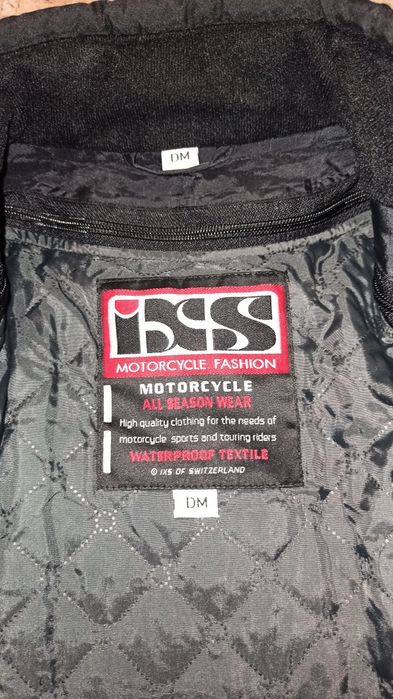 DM
iXS
MOTORCYCLE FASHION
MOTORCYCLE
ALL SEASON WEAR
High quality clothing for the needs of
motorcycle sports and touring riders
WATERPROOF TEXTILE
© IXS OF SWITZERLAND
DM